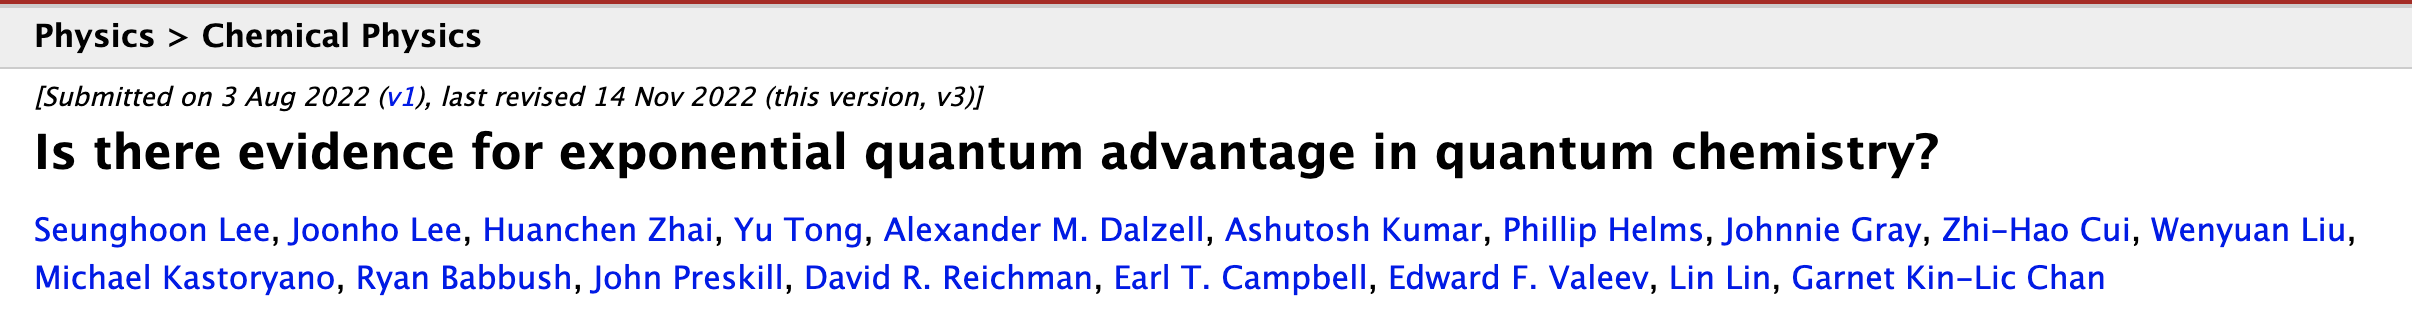 Physics > Chemical Physics
[Submitted on 3 Aug 2022 (v1), last revised 14 Nov 2022 (this version, v3)]
Is there evidence for exponential quantum advantage in quantum chemistry?
Seunghoon Lee, Joonho Lee, Huanchen Zhai, Yu Tong, Alexander M. Dalzell, Ashutosh Kumar, Phillip Helms, Johnnie Gray, Zhi-Hao Cui, Wenyuan Liu,
Michael Kastoryano, Ryan Babbush, John Preskill, David R. Reichman, Earl T. Campbell, Edward F. Valeev, Lin Lin, Garnet Kin-Lic Chan